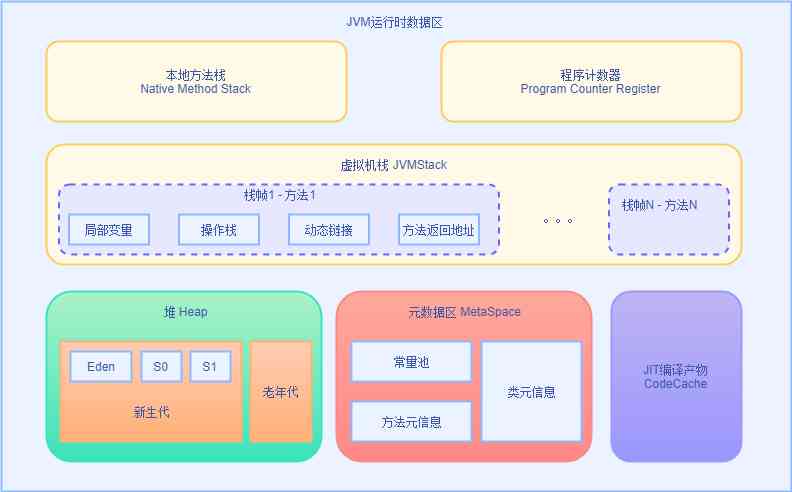 JVM运行时数据区
本地方法栈
Native Method Stack
程序计数器
Program Counter Register
虚拟机栈 JVMStack
栈帧1 - 方法1
局部变量
操作栈
动态链接
方法返回地址
。。。
栈帧N - 方法N
堆 Heap
Eden
S0
S1
新生代
老年代
元数据区 MetaSpace
常量池
方法元信息
类元信息
JIT编译产物
CodeCache